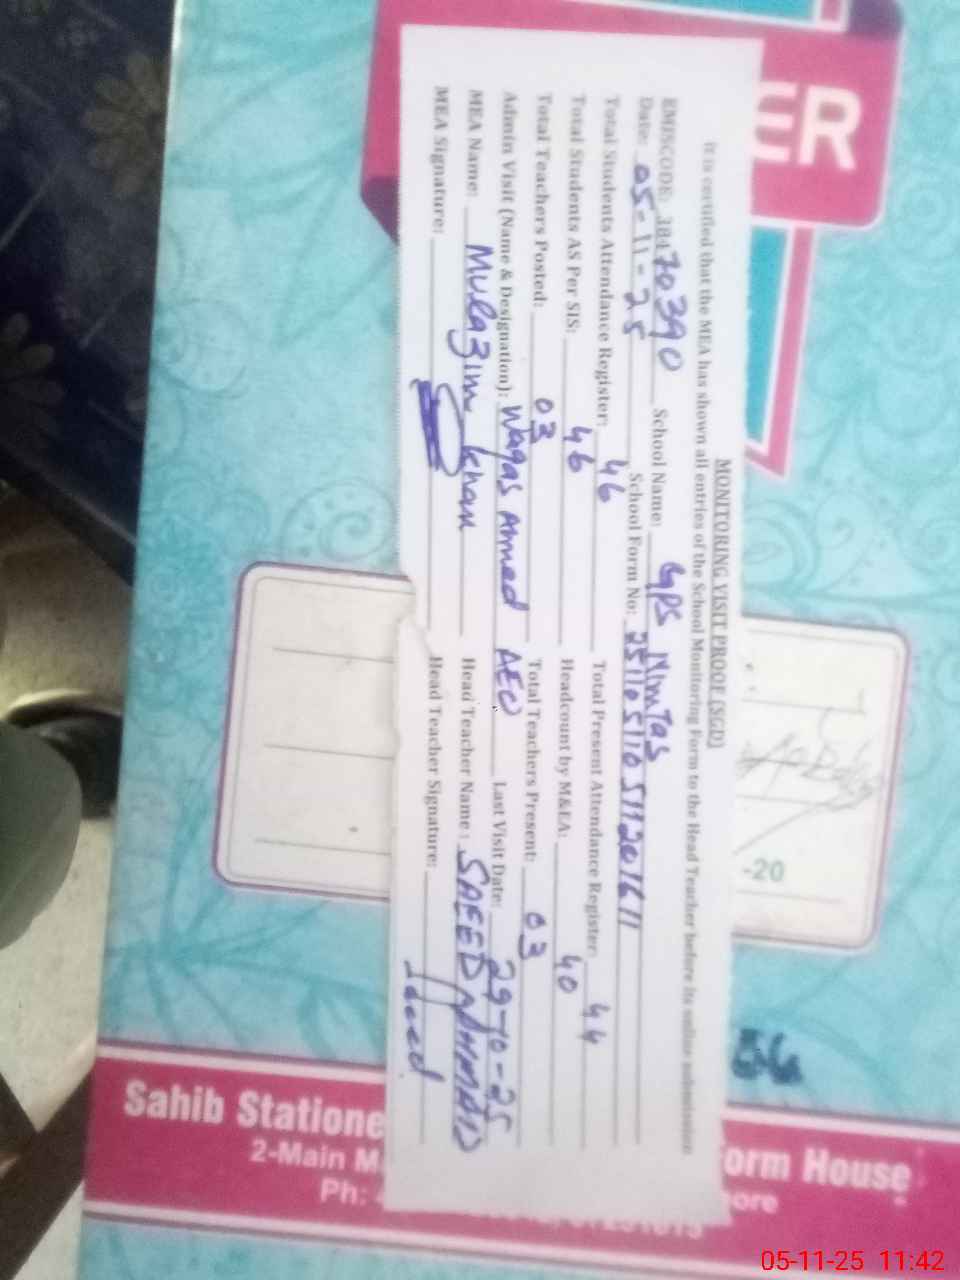 MONITORING VISIT PROOF (SGD)
It is certified that the MEA has shown all entries of the School Monitoring Form to the Head Teacher before its online submission
EMISCODE: 38470390 School Name: GPS Nimtas
Date: 05-11-25 School Form No: 251105110511201611
Total Students Attendance Register: 46 Total Present Attendance Register: 44
Total Students AS Per SIS: 46 Headcount by M&EA: 40
Total Teachers Posted: 03 Total Teachers Present: 03
Admin Visit (Name & Designation): Waqas Ahmed AEO Last Visit Date: 29-10-25
MEA Name: Mulazim Khan Head Teacher Name: SAEED AHMAD
MEA Signature: Head Teacher Signature: Saeed
ER
-20
56
Sahib Statione orm House
2-Main M ore
Ph:
05-11-25 11:42